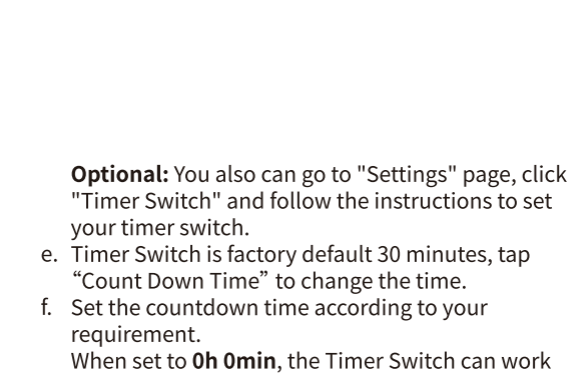 Optional: You also can go to "Settings" page, click
"Timer Switch" and follow the instructions to set
your timer switch.
e. Timer Switch is factory default 30 minutes, tap
“Count Down Time” to change the time.
f. Set the countdown time according to your
requirement.
When set to 0h 0min, the Timer Switch can work